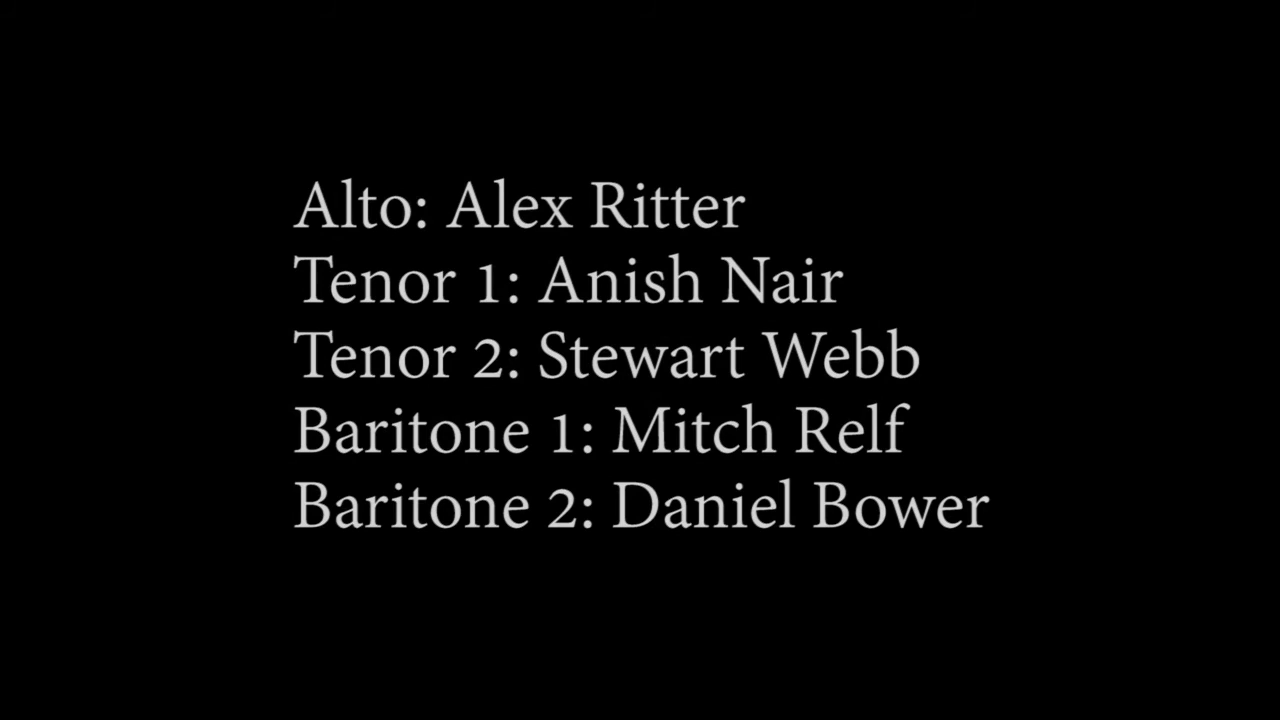 Alto: Alex Ritter
Tenor 1: Anish Nair
Tenor 2: Stewart Webb
Baritone 1: Mitch Relf
Baritone 2: Daniel Bower